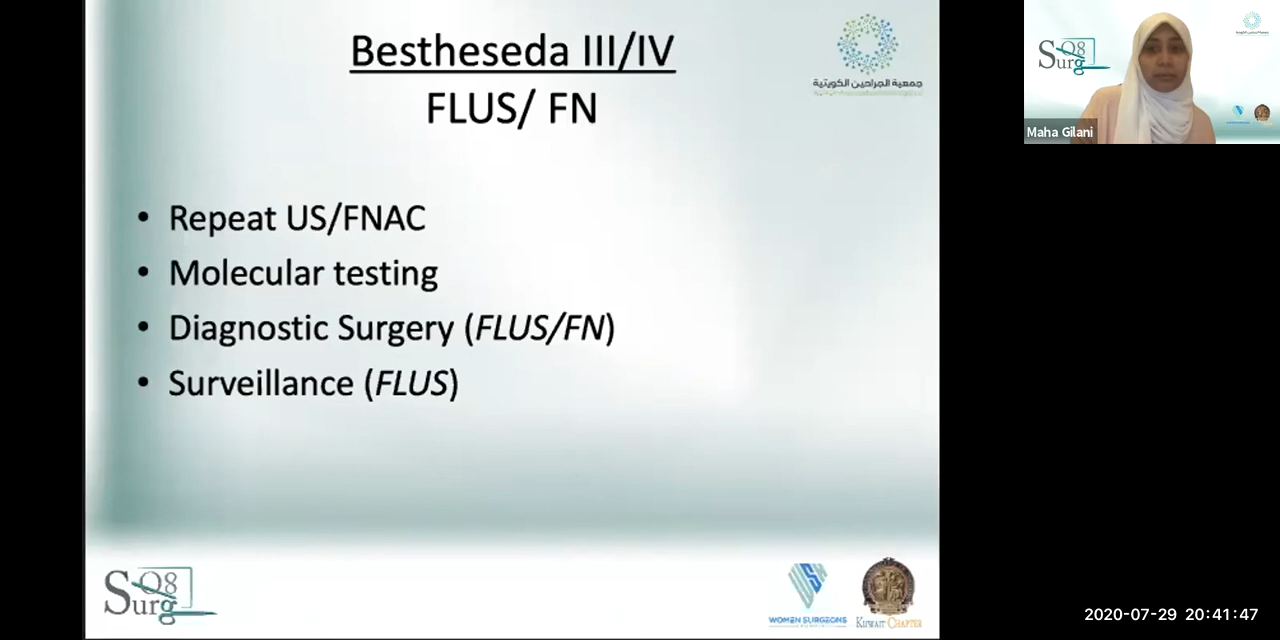 Bestheseda III/IV
FLUS/ FN
جمعية الجراحين الكويتية
• Repeat US/FNAC
• Molecular testing
• Diagnostic Surgery (FLUS/FN)
• Surveillance (FLUS)
Q8
Surg
WOMEN SURGEONS
KUWAIT CHAPTER
Q8
Surg
Maha Gilani
2020-07-29 20:41:47